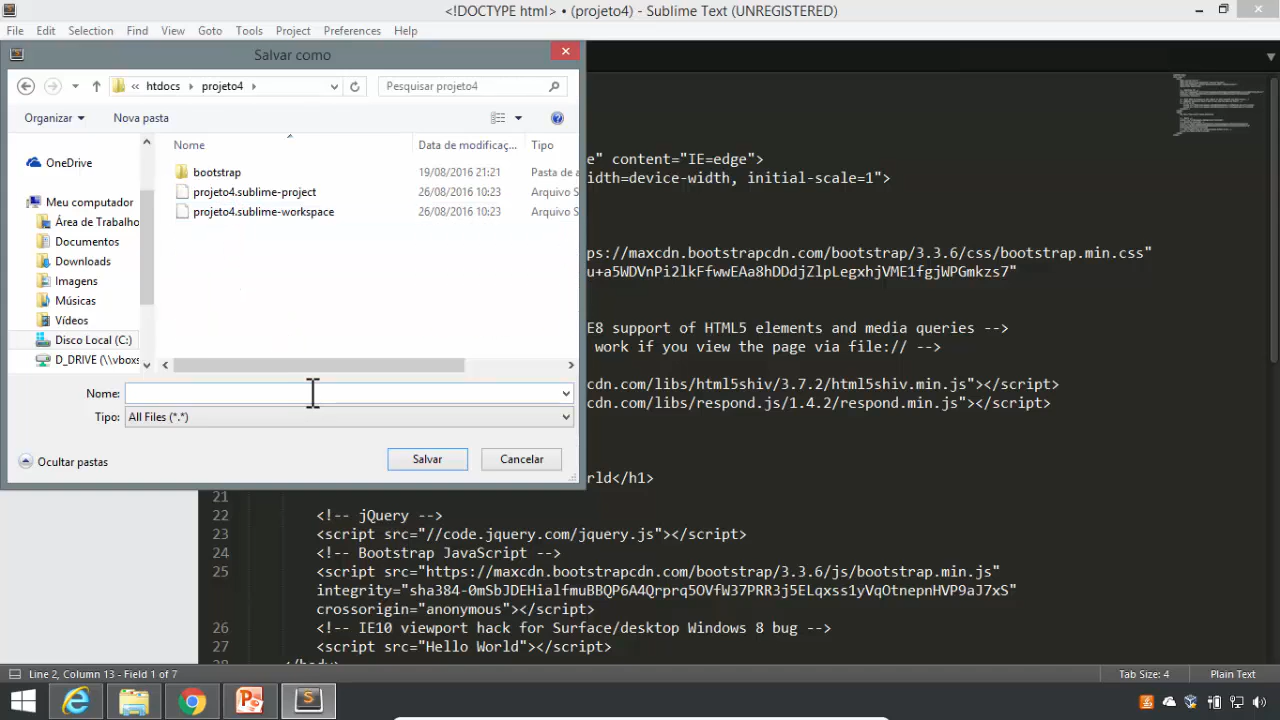 <!DOCTYPE html> • (projeto4) - Sublime Text (UNREGISTERED)
File Edit Selection Find View Goto Tools Project Preferences Help
Salvar como
htdocs projeto4 Pesquisar projeto4
Organizar Nova pasta
Nome Data de modificaç... Tipo
OneDrive
Meu computador
Área de Trabalho
Documentos
Downloads
Imagens
Músicas
Vídeos
Disco Local (C:)
D_DRIVE (\\vboxs
bootstrap 19/08/2016 21:21 Pasta de a
projeto4.sublime-project 26/08/2016 10:23 Arquivo S
projeto4.sublime-workspace 26/08/2016 10:23 Arquivo S
Nome:
Tipo: All Files (*.*)
Ocultar pastas Salvar Cancelar
e" content="IE=edge">
idth=device-width, initial-scale=1">
ps://maxcdn.bootstrapcdn.com/bootstrap/3.3.6/css/bootstrap.min.css"
u+a5WDVnPi2lkFfwwEAa8hDDdjZlpLegxhjVME1fgjWPGmkzs7"
E8 support of HTML5 elements and media queries -->
work if you view the page via file:// -->
cdn.com/libs/html5shiv/3.7.2/html5shiv.min.js"></script>
cdn.com/libs/respond.js/1.4.2/respond.min.js"></script>
rld</h1>
21
22 <!-- jQuery -->
23 <script src="//code.jquery.com/jquery.js"></script>
24 <!-- Bootstrap JavaScript -->
25 <script src="https://maxcdn.bootstrapcdn.com/bootstrap/3.3.6/js/bootstrap.min.js"
integrity="sha384-0mSbJDEHialfmuBBQP6A4Qrprq5OVfW37PRR3j5ELqxss1yVqOtnepnHVP9aJ7xS"
crossorigin="anonymous"></script>
26 <!-- IE10 viewport hack for Surface/desktop Windows 8 bug -->
27 <script src="Hello World"></script>
28 </body>
Line 2, Column 13 - Field 1 of 7 Tab Size: 4 Plain Text